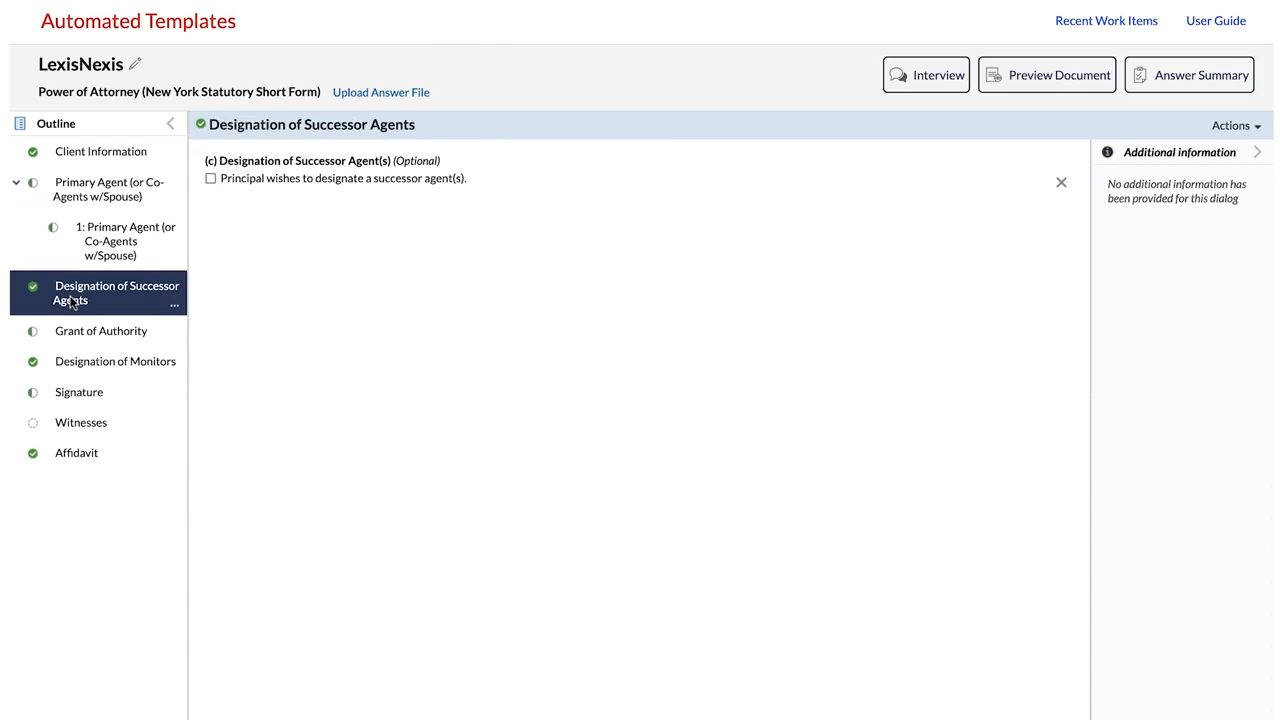 Automated Templates
Recent Work Items
User Guide
LexisNexis
Power of Attorney (New York Statutory Short Form)
Upload Answer File
Interview
Preview Document
Answer Summary
Outline
Client Information
Primary Agent (or Co-
Agents w/Spouse)
1: Primary Agent (or
Co-Agents
w/Spouse)
Designation of Successor
Agents
...
Grant of Authority
Designation of Monitors
Signature
Witnesses
Affidavit
Designation of Successor Agents
Actions
(c) Designation of Successor Agent(s) (Optional)
Principal wishes to designate a successor agent(s).
Additional information
No additional information has
been provided for this dialog